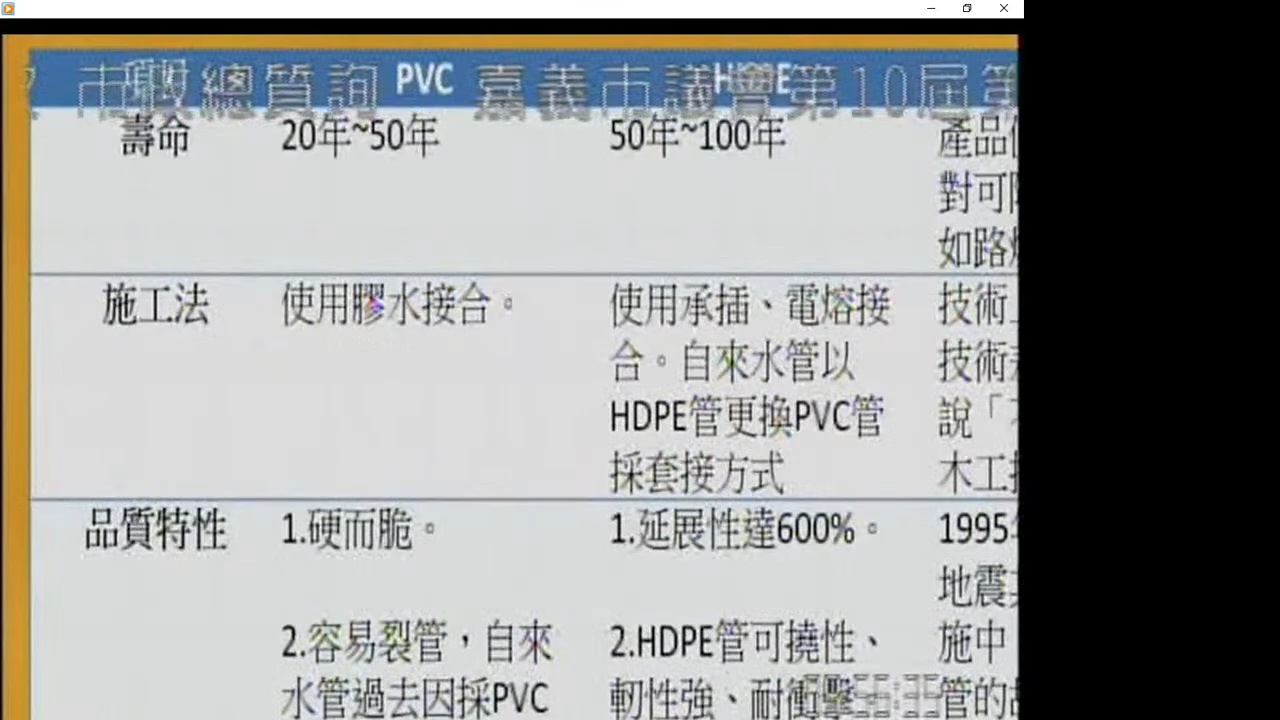 市政總質詢 嘉義市議會第10屆第
PVC
壽命 20年~50年 50年~100年 產品
對可
如路
施工法 使用膠水接合。 使用承插、電熔接 技術
合。自來水管以 技術
HDPE管更換PVC管 說「
採套接方式 木工
品質特性 1.硬而脆。 1.延展性達600%。 1995
地震
2.容易裂管，自來 2.HDPE管可撓性、 施中
水管過去因採PVC 韌性強、耐衝擊 管的